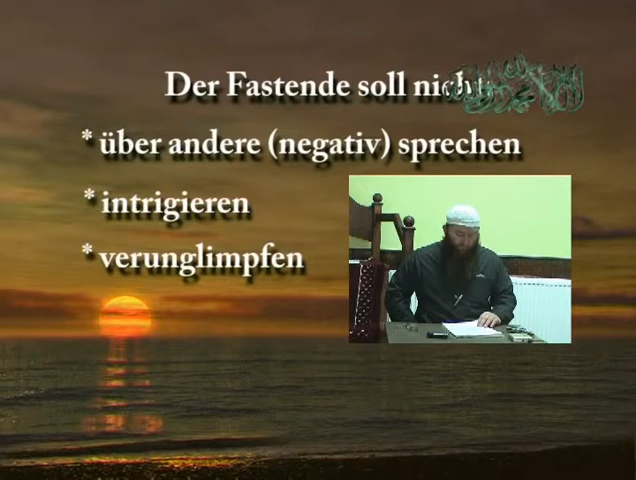 Der Fastende soll nicht:
* über andere (negativ) sprechen
* intrigieren
* verunglimpfen